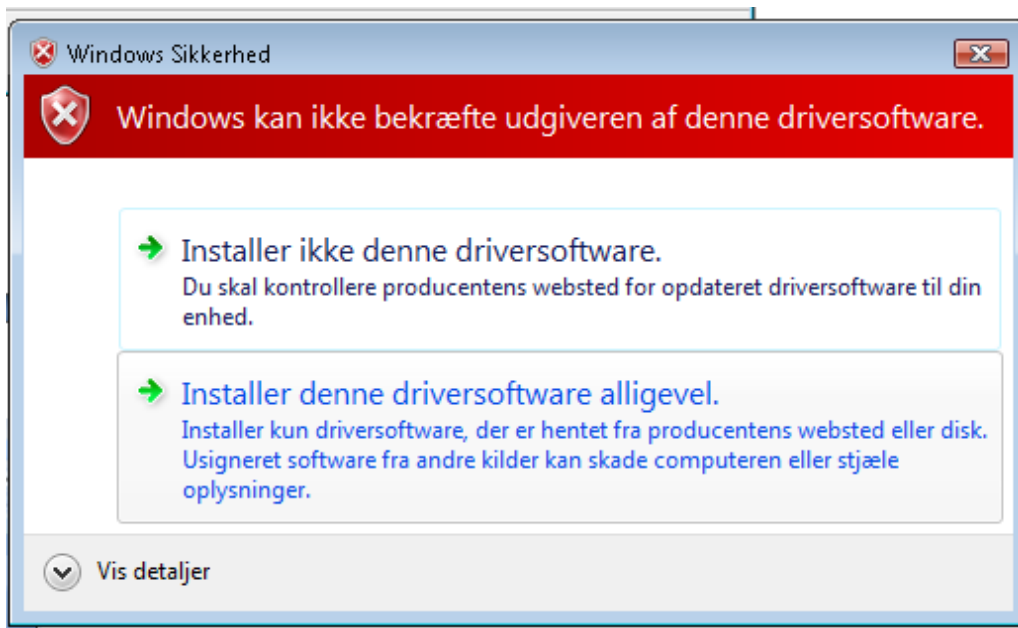 Windows Sikkerhed
Windows kan ikke bekræfte udgiveren af denne driversoftware.
Installer ikke denne driversoftware.
Du skal kontrollere producentens websted for opdateret driversoftware til din
enhed.
Installer denne driversoftware alligevel.
Installer kun driversoftware, der er hentet fra producentens websted eller disk.
Usigneret software fra andre kilder kan skade computeren eller stjæle
oplysninger.
Vis detaljer